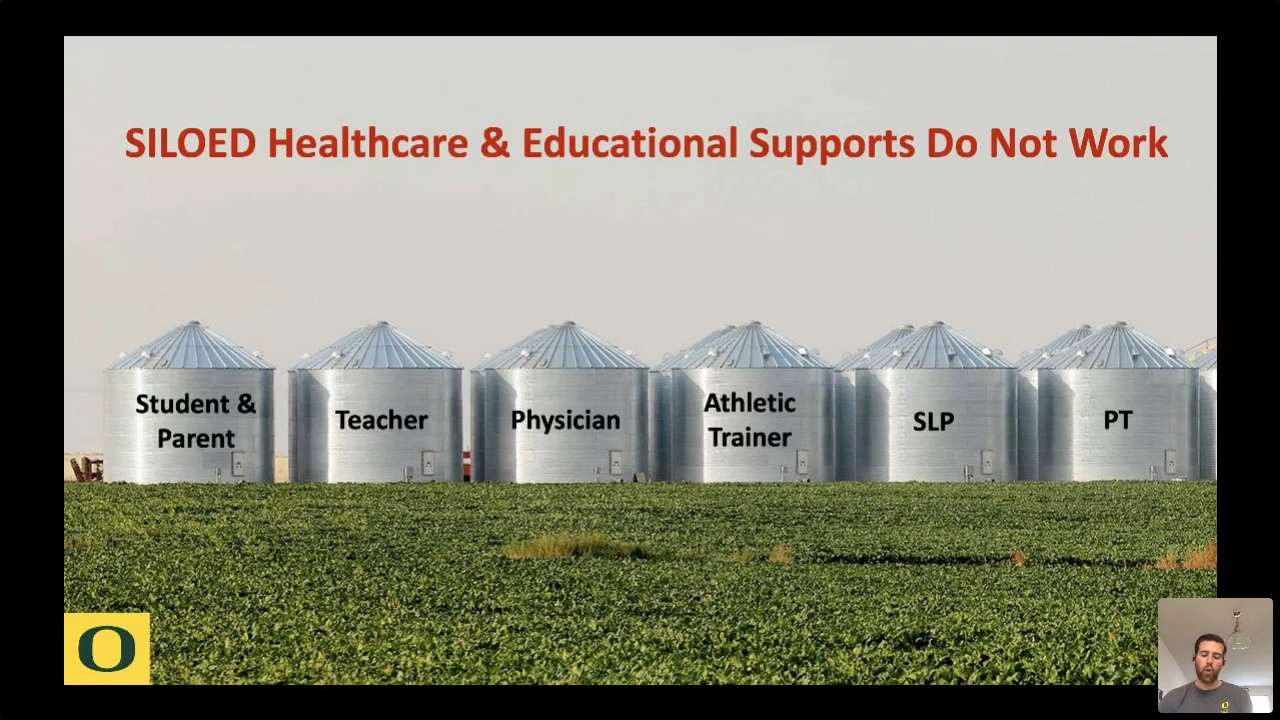 SILOED Healthcare & Educational Supports Do Not Work
Student &
Parent
Teacher
Physician
Athletic
Trainer
SLP
PT
O